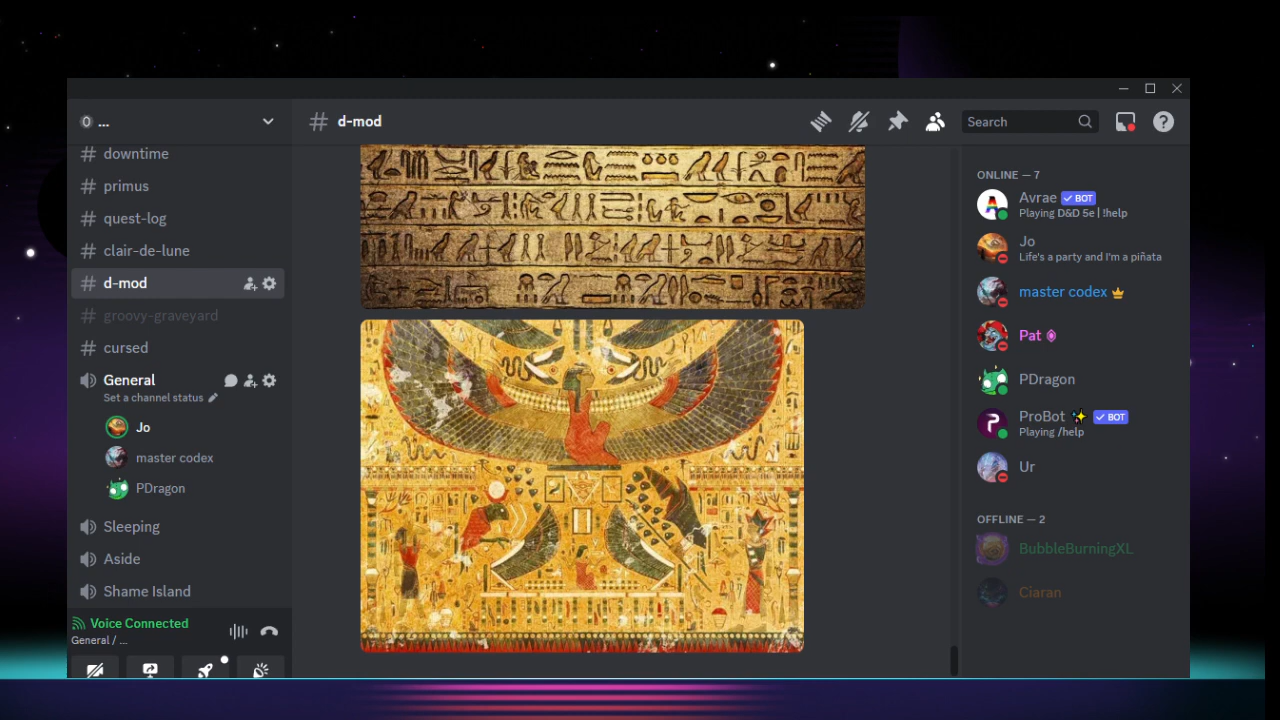 ...
d-mod
Search
downtime
primus
quest-log
clair-de-lune
d-mod
groovy-graveyard
cursed
General
Set a channel status
Jo
master codex
PDragon
Sleeping
Aside
Shame Island
Voice Connected
General / ...
ONLINE — 7
Avrae BOT
Playing D&D 5e | !help
Jo
Life's a party and I'm a piñata
master codex
Pat
PDragon
ProBot ✨ BOT
Playing /help
Ur
OFFLINE — 2
BubbleBurningXL
Ciaran